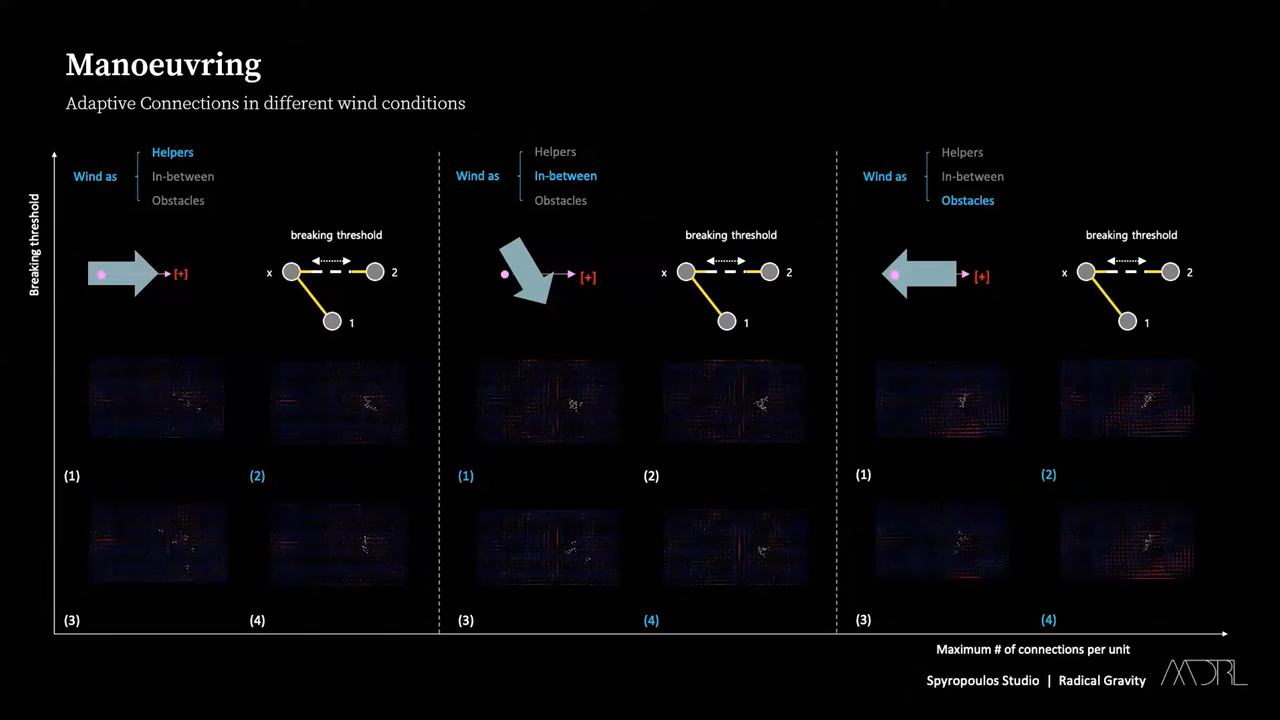 Manoeuvring
Adaptive Connections in different wind conditions
Breaking threshold
Wind as
Helpers
In-between
Obstacles
breaking threshold
x
2
1
[+]
(1)
(2)
(3)
(4)
Wind as
Helpers
In-between
Obstacles
breaking threshold
x
2
1
[+]
(1)
(2)
(3)
(4)
Wind as
Helpers
In-between
Obstacles
breaking threshold
x
2
1
[+]
(1)
(2)
(3)
(4)
Maximum # of connections per unit
Spyropoulos Studio | Radical Gravity